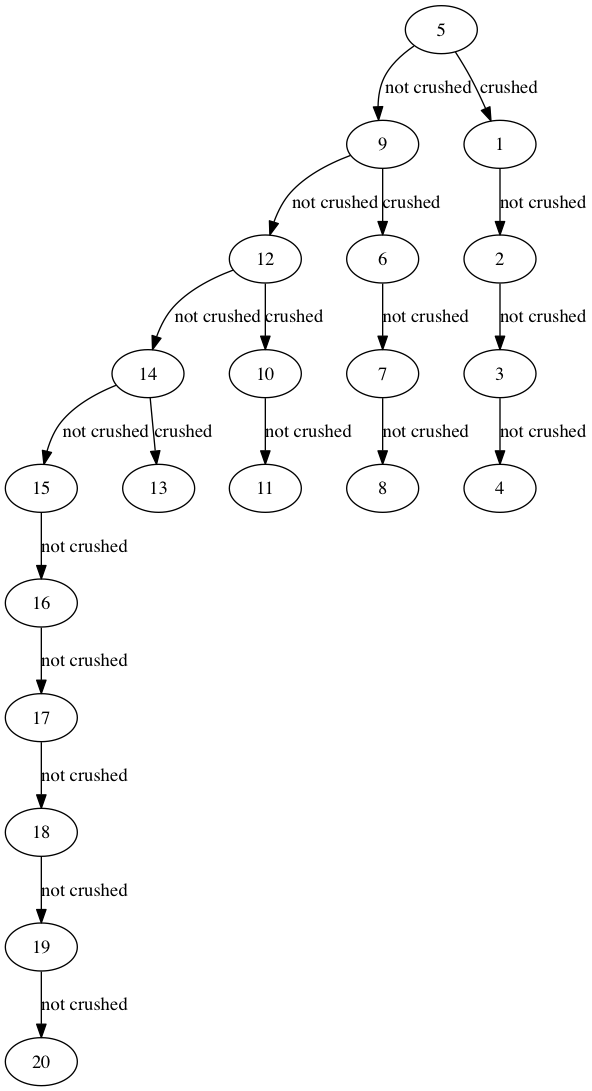 5
not crushed crushed
9 1
not crushed crushed not crushed
12 6 2
not crushed crushed not crushed not crushed
14 10 7 3
not crushed crushed not crushed not crushed not crushed
15 13 11 8 4
not crushed
16
not crushed
17
not crushed
18
not crushed
19
not crushed
20